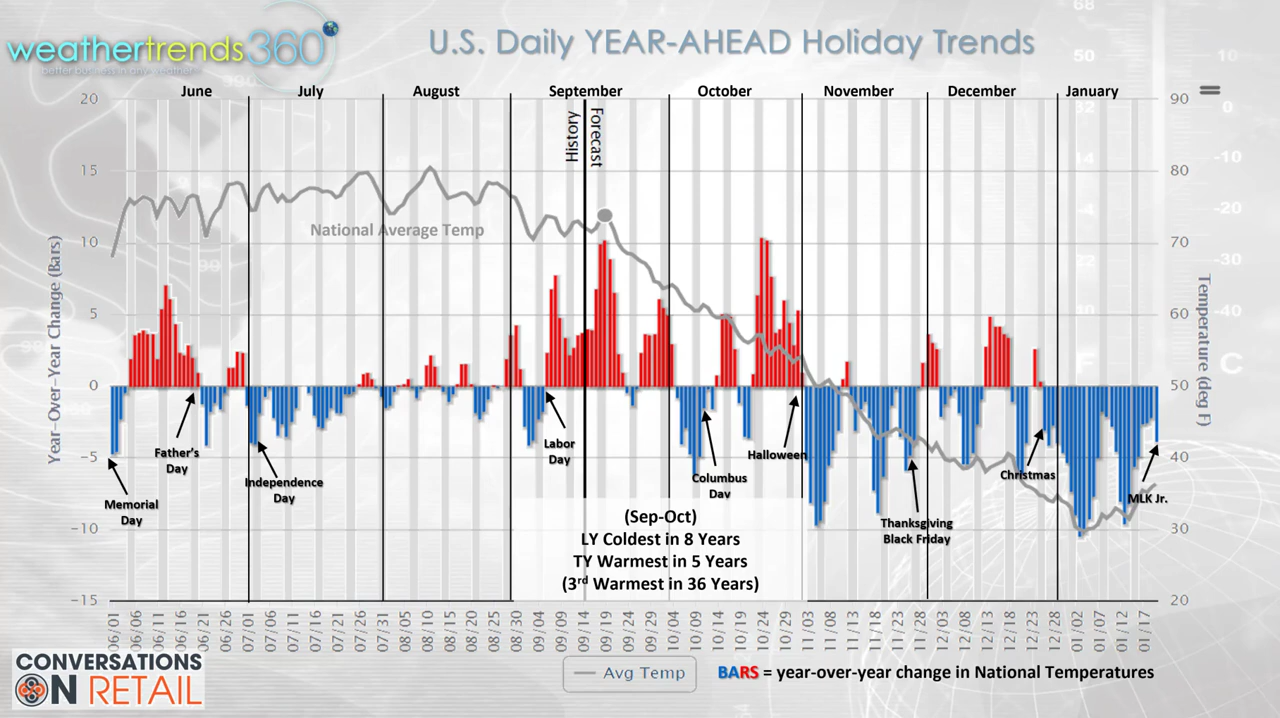 weathertrends360°
better business in any weather™
U.S. Daily YEAR-AHEAD Holiday Trends
June July August September October November December January
20 15 10 5 0 -5 -10 -15
90 80 70 60 50 40 30 20
Year-Over-Year Change (Bars)
Temperature (deg F)
History
Forecast
National Average Temp
Memorial
Day
Father's
Day
Independence
Day
Labor
Day
Columbus
Day
Halloween
Thanksgiving
Black Friday
Christmas
MLK Jr.
(Sep-Oct)
LY Coldest in 8 Years
TY Warmest in 5 Years
(3rd Warmest in 36 Years)
06/01 06/06 06/11 06/16 06/21 06/26 07/01 07/06 07/11 07/16 07/21 07/26 07/31 08/05 08/10 08/15 08/20 08/25 08/30 09/04 09/09 09/14 09/19 09/24 09/29 10/04 10/09 10/14 10/19 10/24 10/29 11/03 11/08 11/13 11/18 11/23 11/28 12/03 12/08 12/13 12/18 12/23 12/28 01/02 01/07 01/12 01/17
Avg Temp
BARS = year-over-year change in National Temperatures
CONVERSATIONS
ON RETAIL